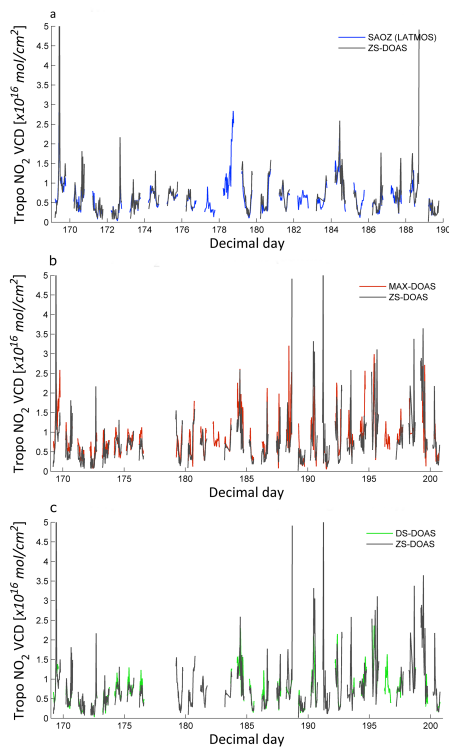 a
5
4.5
4
3.5
3
2.5
2
1.5
1
0.5
0
Tropo NO2 VCD [x10^16 mol/cm^2]
SAOZ (LATMOS)
ZS-DOAS
170 172 174 176 178 180 182 184 186 188 190
Decimal day
b
5
4.5
4
3.5
3
2.5
2
1.5
1
0.5
0
Tropo NO2 VCD [x10^16 mol/cm^2]
MAX-DOAS
ZS-DOAS
170 175 180 185 190 195 200
Decimal day
c
5
4.5
4
3.5
3
2.5
2
1.5
1
0.5
0
Tropo NO2 VCD [x10^16 mol/cm^2]
DS-DOAS
ZS-DOAS
170 175 180 185 190 195 200
Decimal day